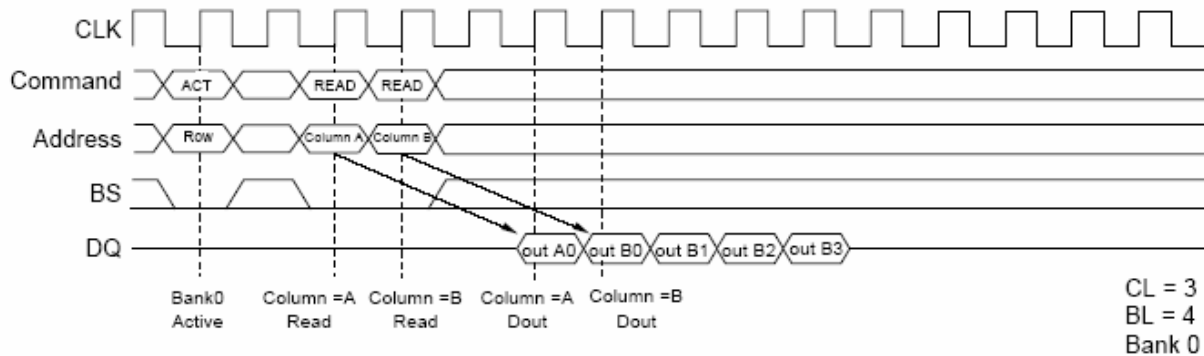 CLK
Command ACT READ READ
Address Row Column A Column B
BS
DQ out A0 out B0 out B1 out B2 out B3
Bank0 Column =A Column =B Column =A Column =B
Active Read Read Dout Dout
CL = 3
BL = 4
Bank 0